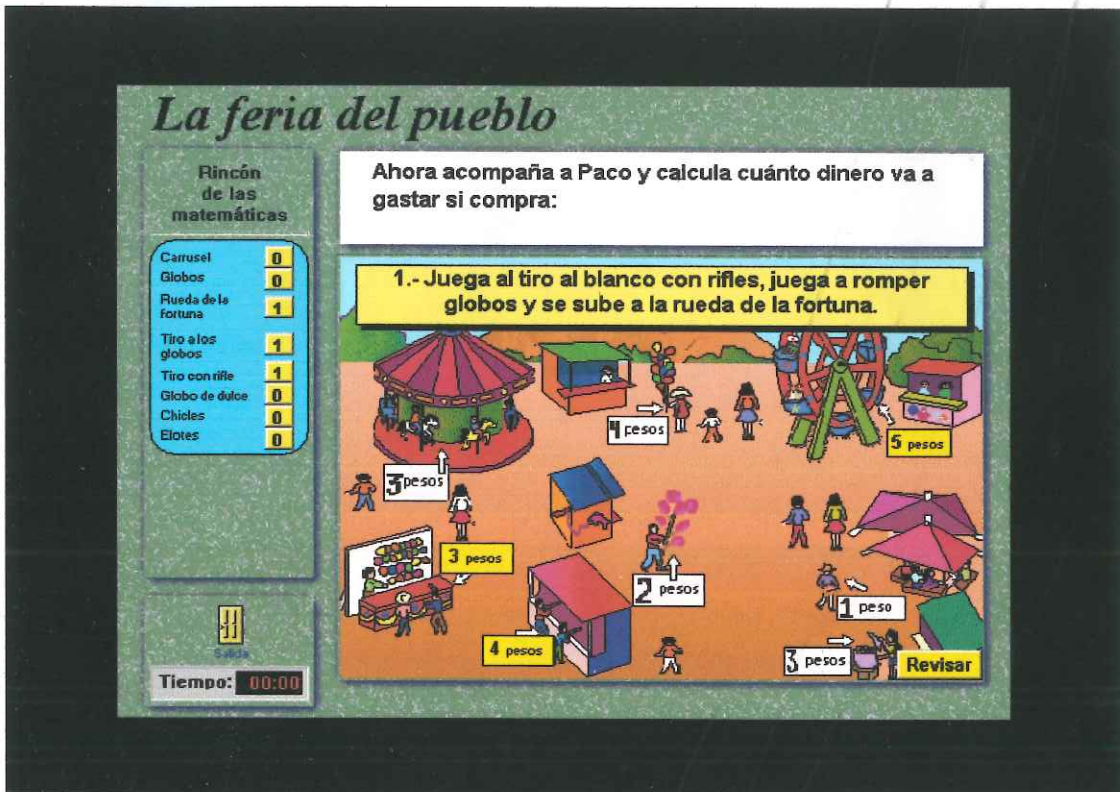 La feria del pueblo
Rincón
de las
matemáticas
Carrusel 0
Globos 0
Rueda de la
fortuna 1
Tiro a los
globos 1
Tiro con rifle 1
Globo de dulce 0
Chicles 0
Elotes 0
Salida
Tiempo: 00:00
Ahora acompaña a Paco y calcula cuánto dinero va a
gastar si compra:
1.- Juega al tiro al blanco con rifles, juega a romper
globos y se sube a la rueda de la fortuna.
4 pesos
5 pesos
3 pesos
3 pesos
2 pesos
1 peso
4 pesos
3 pesos
Revisar